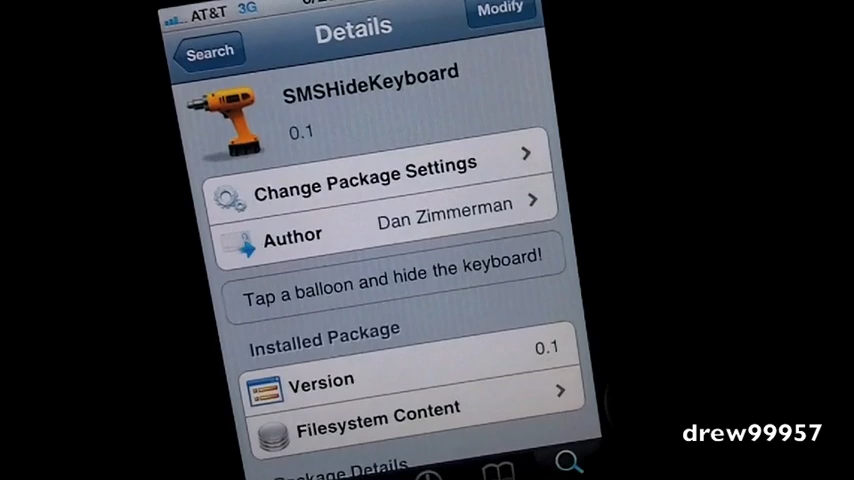 AT&T 3G
Search
Details
Modify
SMSHideKeyboard
0.1
Change Package Settings
Author Dan Zimmerman
Tap a balloon and hide the keyboard!
Installed Package
Version 0.1
Filesystem Content
Package Details
drew99957